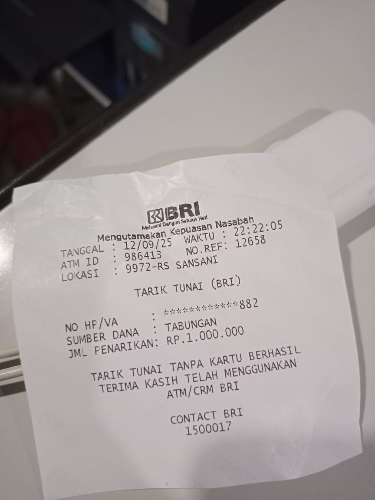 BRI
Melayani Dengan Setulus Hati
Mengutamakan Kepuasan Nasabah
TANGGAL : 12/09/25 WAKTU : 22:22:05
ATM ID : 986413 NO.REF: 12658
LOKASI : 9972-RS SANSANI
TARIK TUNAI (BRI)
NO HP/VA : ************882
SUMBER DANA : TABUNGAN
JML PENARIKAN: RP.1.000.000
TARIK TUNAI TANPA KARTU BERHASIL
TERIMA KASIH TELAH MENGGUNAKAN
ATM/CRM BRI
CONTACT BRI
1500017